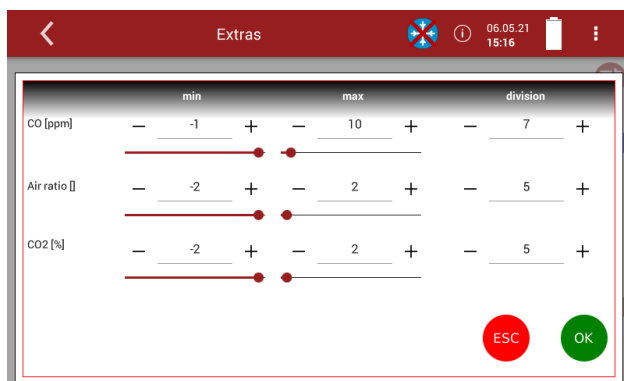 Extras
06.05.21
15:16
min max division
CO [ppm] — -1 + — 10 + — 7 +
Air ratio [] — -2 + — 2 + — 5 +
CO2 [%] — -2 + — 2 + — 5 +
ESC OK